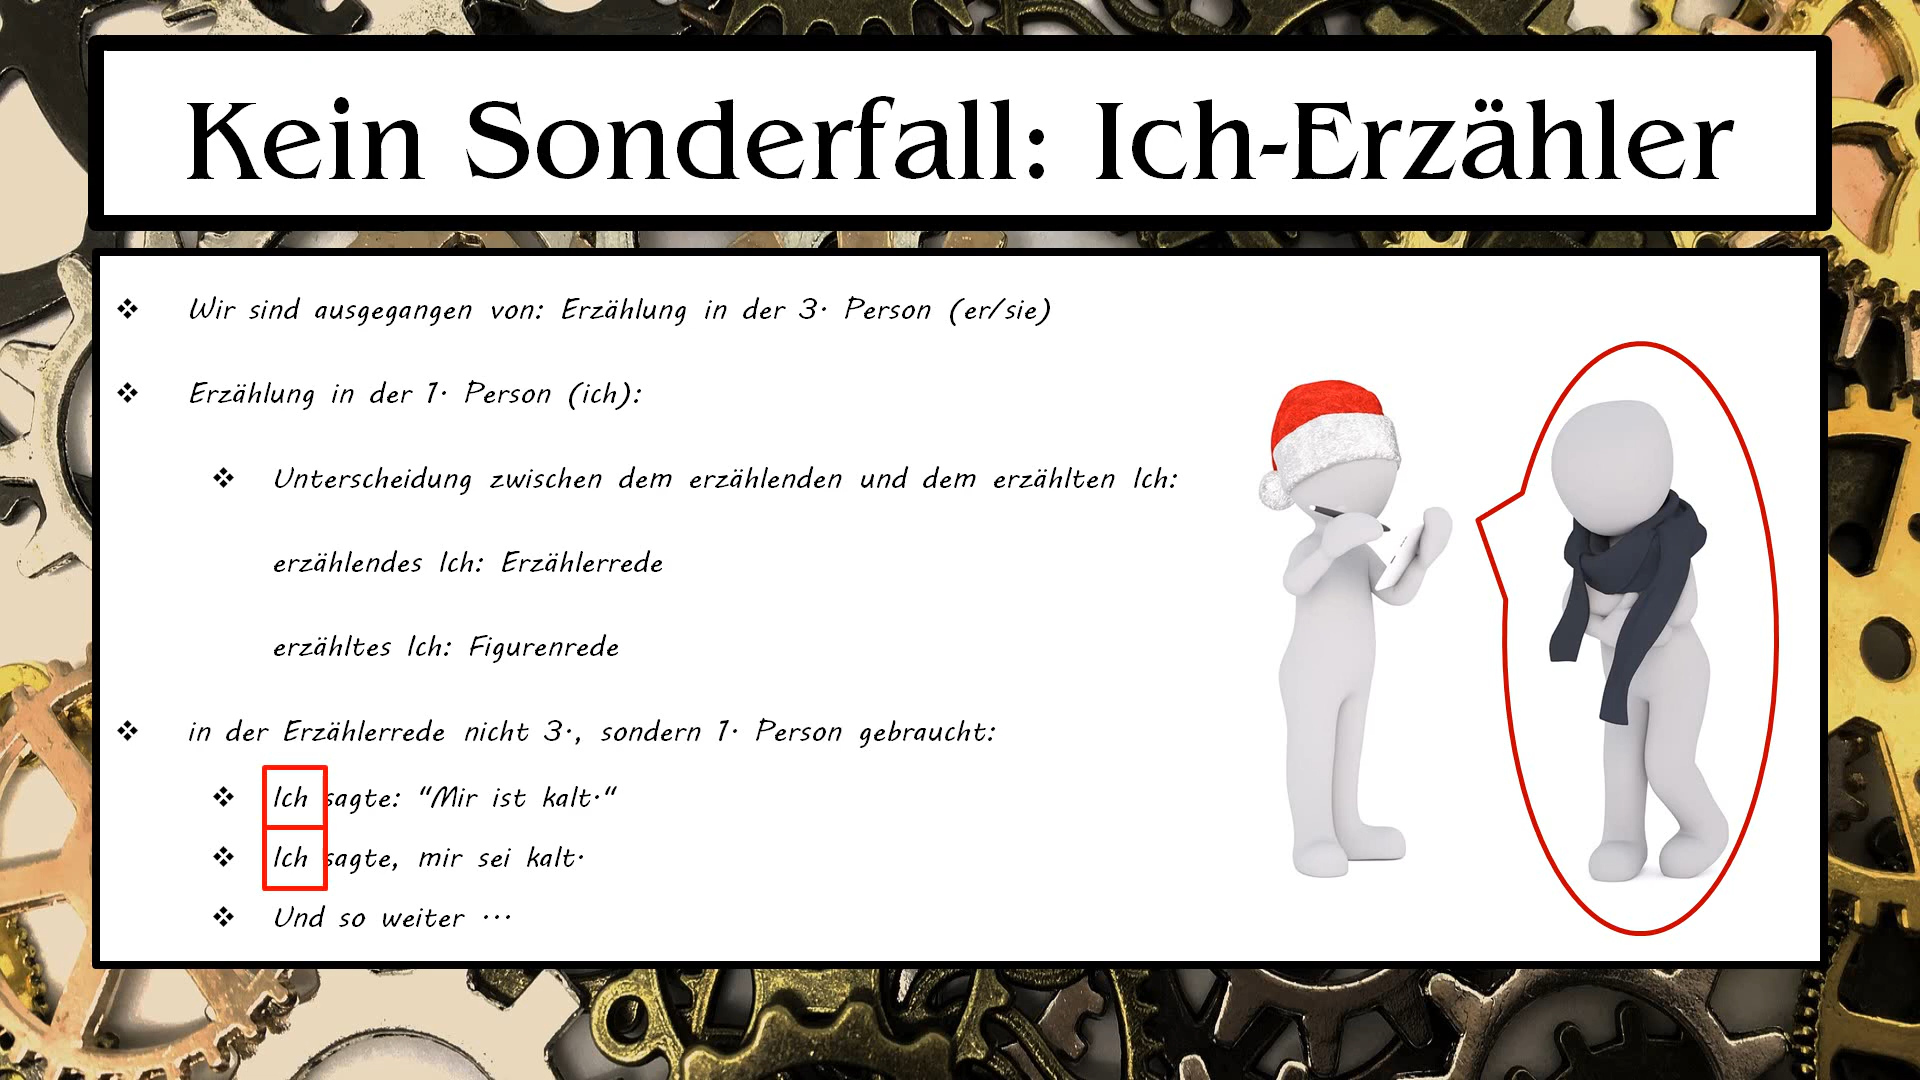 Kein Sonderfall: Ich-Erzähler
❖ Wir sind ausgegangen von: Erzählung in der 3. Person (er/sie)
❖ Erzählung in der 1. Person (ich):
❖ Unterscheidung zwischen dem erzählenden und dem erzählten Ich:
erzählendes Ich: Erzählerrede
erzähltes Ich: Figurenrede
❖ in der Erzählerrede nicht 3., sondern 1. Person gebraucht:
❖ Ich sagte: “Mir ist kalt.“
❖ Ich sagte, mir sei kalt.
❖ Und so weiter ...